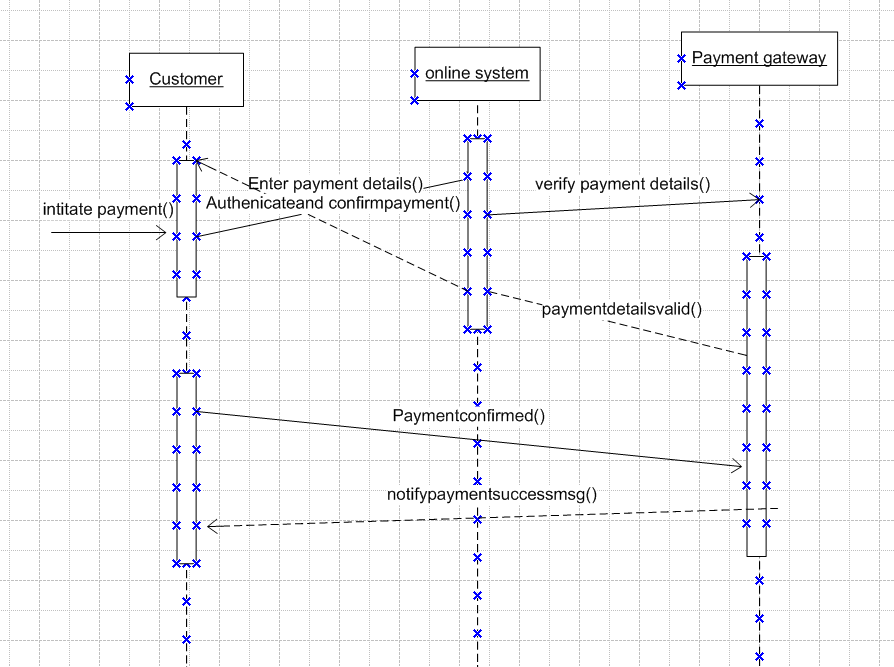 Customer
online system
Payment gateway
Enter payment details()
verify payment details()
Authenicateand confirmpayment()
intitate payment()
paymentdetailsvalid()
Paymentconfirmed()
notifypaymentsuccessmsg()